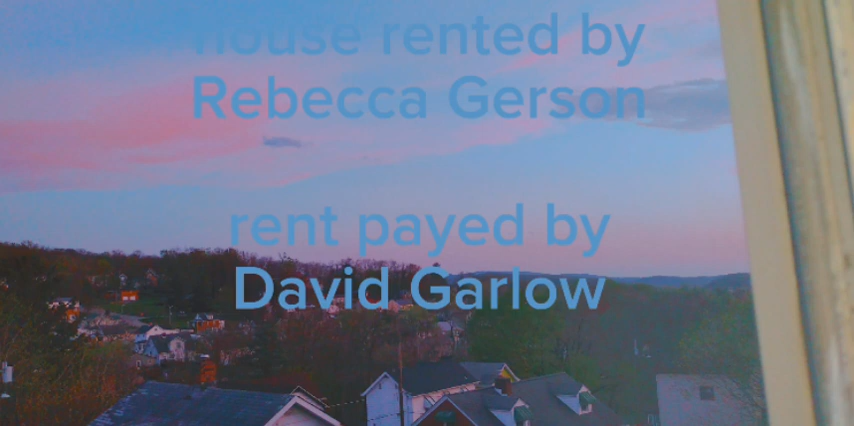 house rented by
Rebecca Gerson
rent payed by
David Garlow